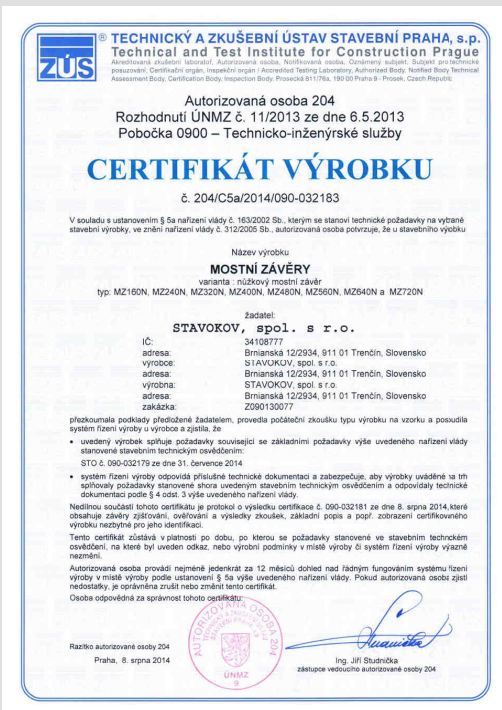 ZÚS
®
TECHNICKÝ A ZKUŠEBNÍ ÚSTAV STAVEBNÍ PRAHA, s.p.
Technical and Test Institute for Construction Prague
Akreditovaná zkušební laboratoř, Autorizovaná osoba, Notifikovaná osoba, Oznámený subjekt, Subjekt pro technické
posuzování, Certifikační orgán, Inspekční orgán / Accredited Testing Laboratory, Authorized Body, Notified Body Technical
Assessment Body, Certification Body, Inspection Body, Prosecká 811/76a, 190 00 Praha 9 - Prosek, Czech Republic
Autorizovaná osoba 204
Rozhodnutí ÚNMZ č. 11/2013 ze dne 6.5.2013
Pobočka 0900 – Technicko-inženýrské služby
CERTIFIKÁT VÝROBKU
č. 204/C5a/2014/090-032183
V souladu s ustanovením § 5a nařízení vlády č. 163/2002 Sb., kterým se stanoví technické požadavky na vybrané
stavební výrobky, ve znění nařízení vlády č. 312/2005 Sb., autorizovaná osoba potvrzuje, že u stavebního výrobku
Název výrobku
MOSTNÍ ZÁVĚRY
varianta : nůžkový mostní závěr
typ: MZ160N, MZ240N, MZ320N, MZ400N, MZ480N, MZ560N, MZ640N a MZ720N
žadatel:
STAVOKOV, spol. s r.o.
IČ: 34108777
adresa: Brnianská 12/2934, 911 01 Trenčín, Slovensko
výrobce: STAVOKOV, spol. s r.o.
adresa: Brnianská 12/2934, 911 01 Trenčín, Slovensko
výrobna: STAVOKOV, spol. s r.o.
adresa: Brnianská 12/2934, 911 01 Trenčín, Slovensko
zakázka: Z090130077
přezkoumala podklady předložené žadatelem, provedla počáteční zkoušku typu výrobku na vzorku a posoudila
systém řízení výroby u výrobce a zjistila, že
• uvedený výrobek splňuje požadavky související se základními požadavky výše uvedeného nařízení vlády
stanovené stavebním technickým osvědčením:
STO č. 090-032179 ze dne 31. července 2014
• systém řízení výroby odpovídá příslušné technické dokumentaci a zabezpečuje, aby výrobky uváděné na trh
splňovaly požadavky stanovené shora uvedeným stavebním technickým osvědčením a odpovídaly technické
dokumentaci podle § 4 odst. 3 výše uvedeného nařízení vlády.
Nedílnou součástí tohoto certifikátu je protokol o výsledku certifikace č. 090-032181 ze dne 8. srpna 2014, které
obsahuje závěry zjišťování, ověřování a výsledky zkoušek, základní popis a popř. zobrazení certifikovného
výrobku nezbytné pro jeho identifikaci.
Tento certifikát zůstává v platnosti po dobu, po kterou se požadavky stanovené ve stavebním technickém
osvědčení, na které byl uveden odkaz, nebo výrobní podmínky v místě výroby či systém řízení výroby výrazně
nezmění.
Autorizovaná osoba provádí nejméně jedenkrát za 12 měsíců dohled nad řádným fungováním systému řízení
výroby v místě výroby podle ustanovení § 5a výše uvedeného nařízení vlády. Pokud autorizovaná osoba zjistí
nedostatky, je oprávněna zrušit nebo změnit tento certifikát.
Osoba odpovědná za správnost tohoto certifikátu:
AUTORIZOVANÁ OSOBA 204
ÚNMZ
9
Razítko autorizované osoby 204
Praha, 8. srpna 2014
Ing. Jiří Studnička
zástupce vedoucího autorizované osoby 204